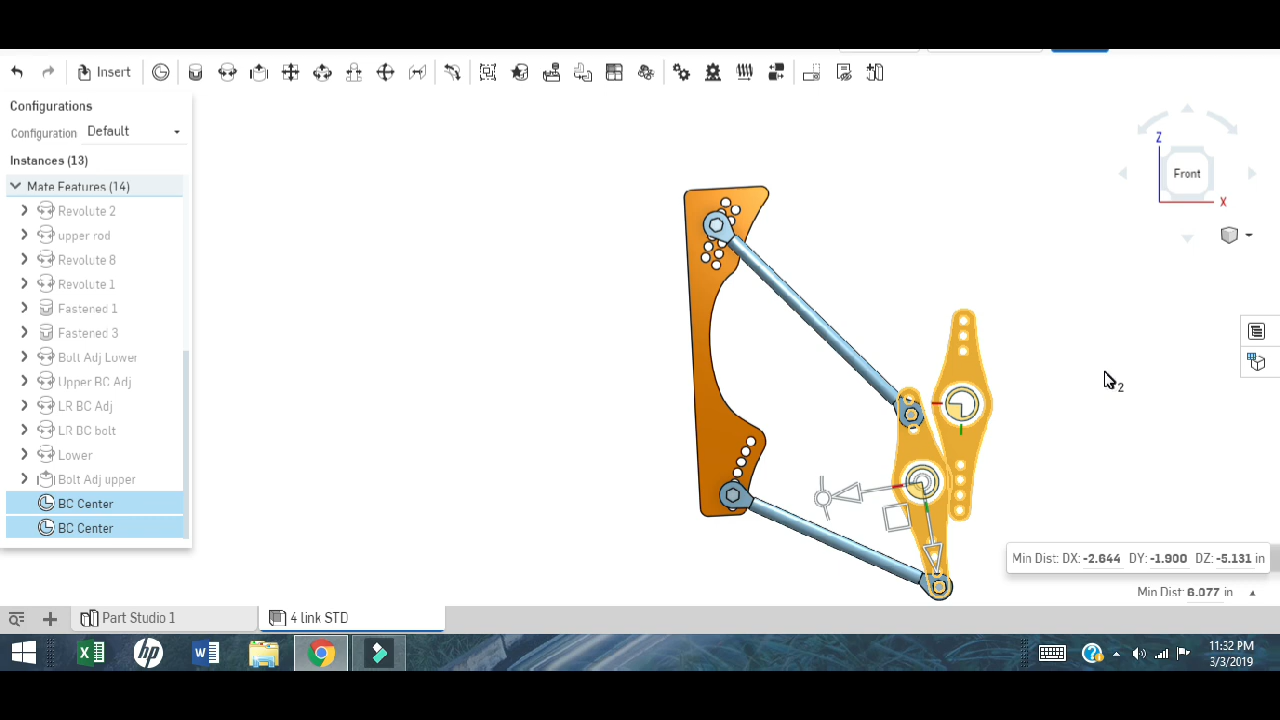 Insert
Configurations
Configuration Default
Instances (13)
Mate Features (14)
Revolute 2
upper rod
Revolute 8
Revolute 1
Fastened 1
Fastened 3
Bolt Adj Lower
Upper BC Adj
LR BC Adj
LR BC bolt
Lower
Bolt Adj upper
BC Center
BC Center
Z
Front
X
2
Min Dist: DX: -2.644 DY: -1.900 DZ: -5.131 in
Min Dist: 6.077 in
Part Studio 1
4 link STD
11:32 PM
3/3/2019